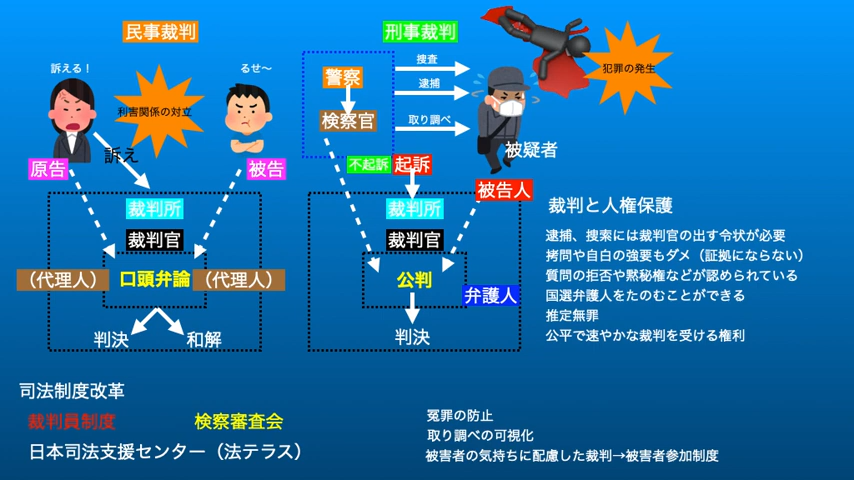 民事裁判
訴える！
るせ〜
利害関係の対立
訴え
原告
被告
裁判所
裁判官
（代理人）
口頭弁論
（代理人）
判決
和解
刑事裁判
警察
検察官
捜査
逮捕
取り調べ
犯罪の発生
被疑者
不起訴
起訴
被告人
裁判所
裁判官
公判
弁護人
判決
裁判と人権保護
逮捕、捜索には裁判官の出す令状が必要
拷問や自白の強要もダメ（証拠にならない）
質問の拒否や黙秘権などが認められている
国選弁護人をたのむことができる
推定無罪
公平で速やかな裁判を受ける権利
司法制度改革
裁判員制度
検察審査会
日本司法支援センター（法テラス）
冤罪の防止
取り調べの可視化
被害者の気持ちに配慮した裁判→被害者参加制度